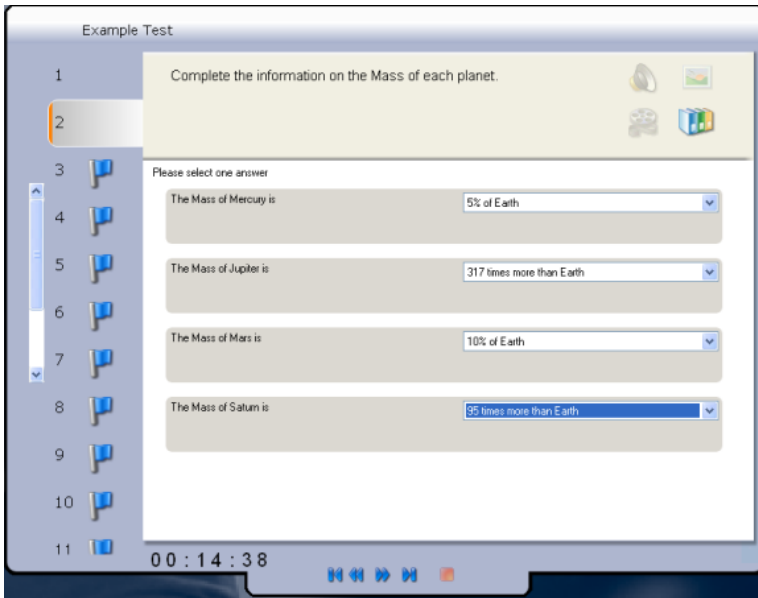 Example Test
1
2
3
4
5
6
7
8
9
10
11
Complete the information on the Mass of each planet.
Please select one answer
The Mass of Mercury is
5% of Earth
The Mass of Jupiter is
317 times more than Earth
The Mass of Mars is
10% of Earth
The Mass of Saturn is
95 times more than Earth
00:14:38